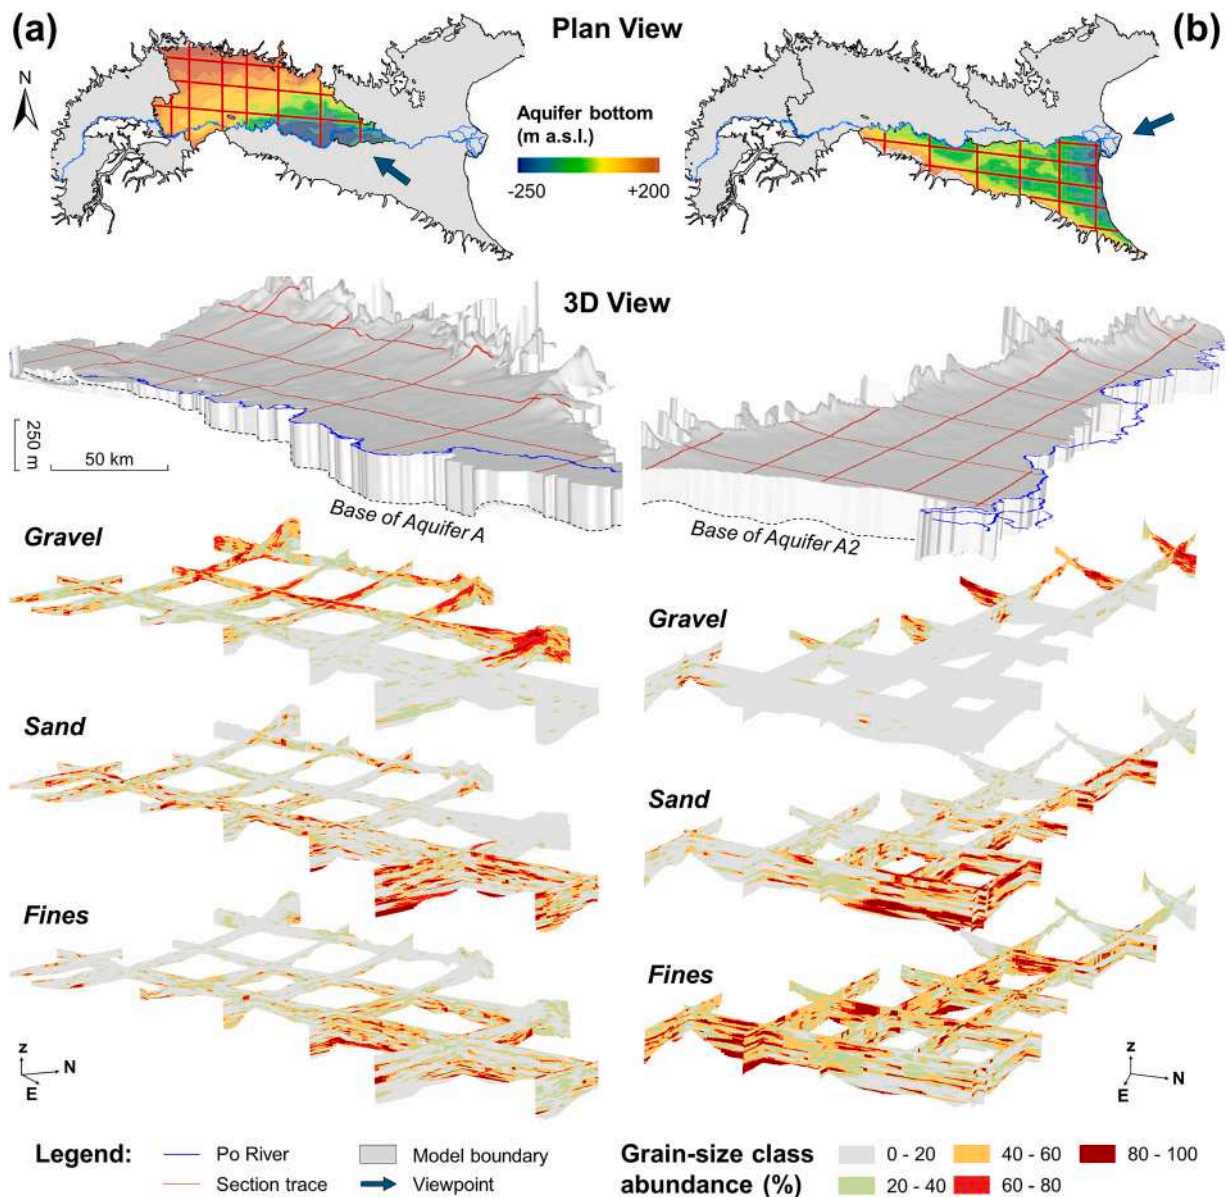 (a)
Plan View
(b)
N
Aquifer bottom
(m a.s.l.)
-250
+200
3D View
250 m
50 km
Base of Aquifer A
Base of Aquifer A2
Gravel
Gravel
Sand
Sand
Fines
Fines
z
N
E
z
N
E
Legend:
Po River
Model boundary
Section trace
Viewpoint
Grain-size class
abundance (%)
0 - 20
40 - 60
80 - 100
20 - 40
60 - 80